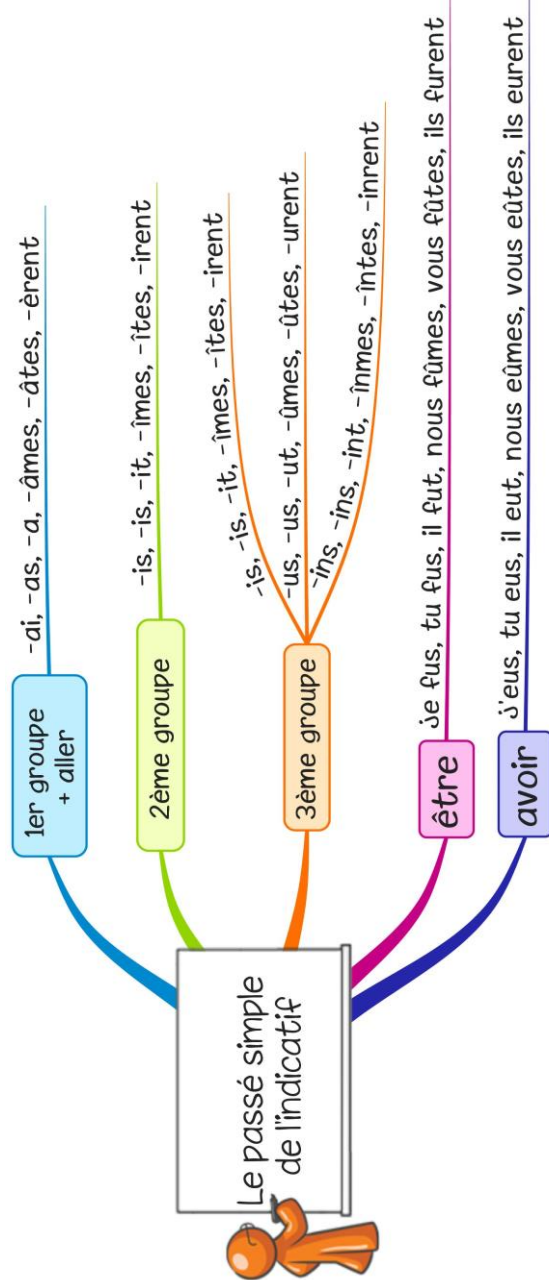 Le passé simple
de l'indicatif
1er groupe
+ aller
-ai, -as, -a, -âmes, -âtes, -èrent
2ème groupe
-is, -is, -it, -îmes, -îtes, -irent
3ème groupe
-is, -is, -it, -îmes, -îtes, -irent
-us, -us, -ut, -ûmes, -ûtes, -urent
-ins, -ins, -int, -înmes, -întes, -inrent
être
je fus, tu fus, il fut, nous fûmes, vous fûtes, ils furent
avoir
j'eus, tu eus, il eut, nous eûmes, vous eûtes, ils eurent